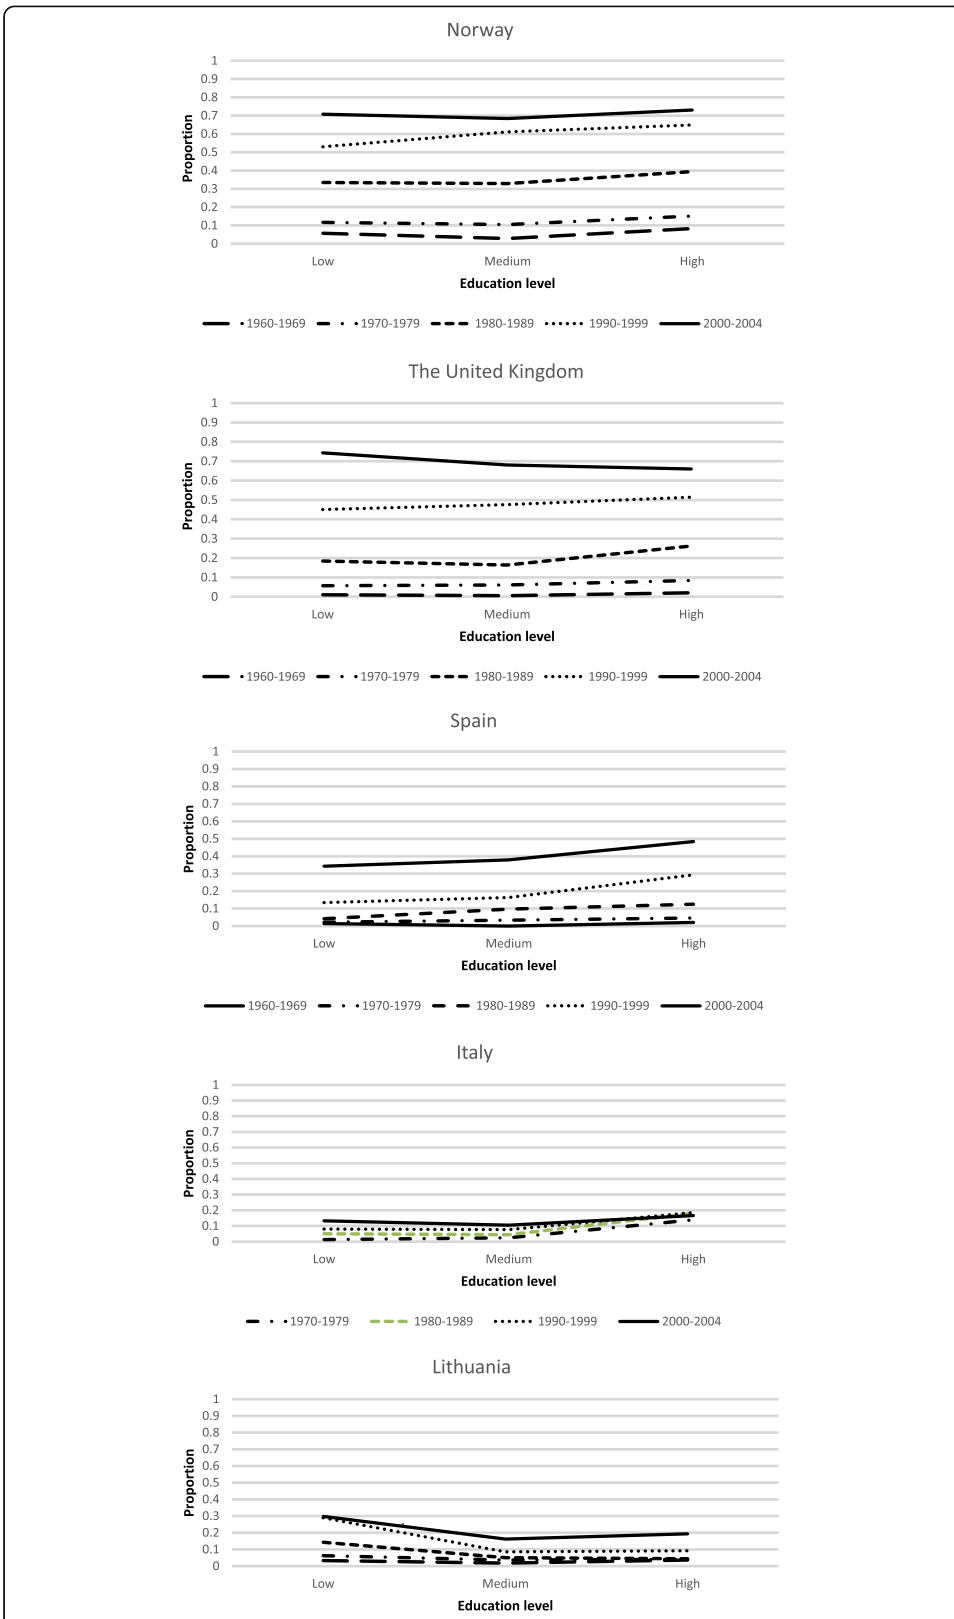 Norway
1
0.9
0.8
0.7
0.6
0.5
0.4
0.3
0.2
0.1
0
Proportion
Low Medium High
Education level
1960-1969 1970-1979 1980-1989 1990-1999 2000-2004
The United Kingdom
1
0.9
0.8
0.7
0.6
0.5
0.4
0.3
0.2
0.1
0
Proportion
Low Medium High
Education level
1960-1969 1970-1979 1980-1989 1990-1999 2000-2004
Spain
1
0.9
0.8
0.7
0.6
0.5
0.4
0.3
0.2
0.1
0
Proportion
Low Medium High
Education level
1960-1969 1970-1979 1980-1989 1990-1999 2000-2004
Italy
1
0.9
0.8
0.7
0.6
0.5
0.4
0.3
0.2
0.1
0
Proportion
Low Medium High
Education level
1970-1979 1980-1989 1990-1999 2000-2004
Lithuania
1
0.9
0.8
0.7
0.6
0.5
0.4
0.3
0.2
0.1
0
Proportion
Low Medium High
Education level